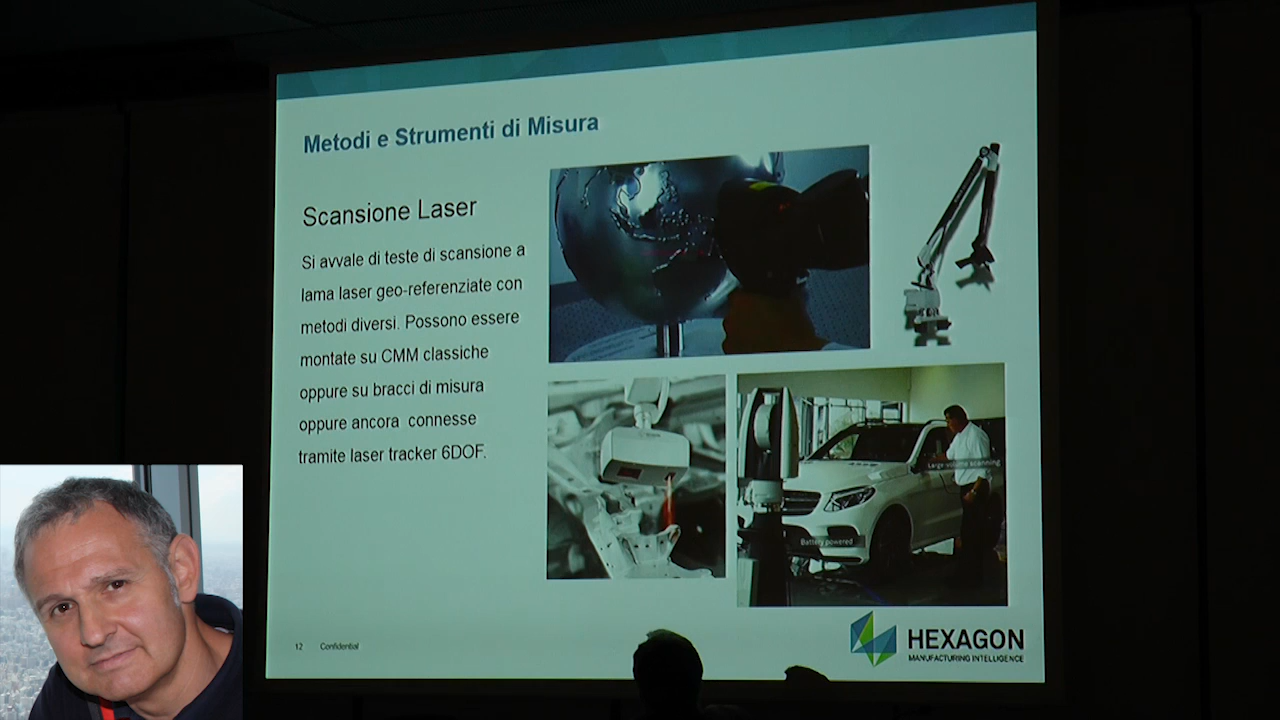 Metodi e Strumenti di Misura
Scansione Laser
Si avvale di teste di scansione a
lama laser geo-referenziate con
metodi diversi. Possono essere
montate su CMM classiche
oppure su bracci di misura
oppure ancora connesse
tramite laser tracker 6DOF.
Large volume scanning
Battery powered
12 Confidential
HEXAGON
MANUFACTURING INTELLIGENCE